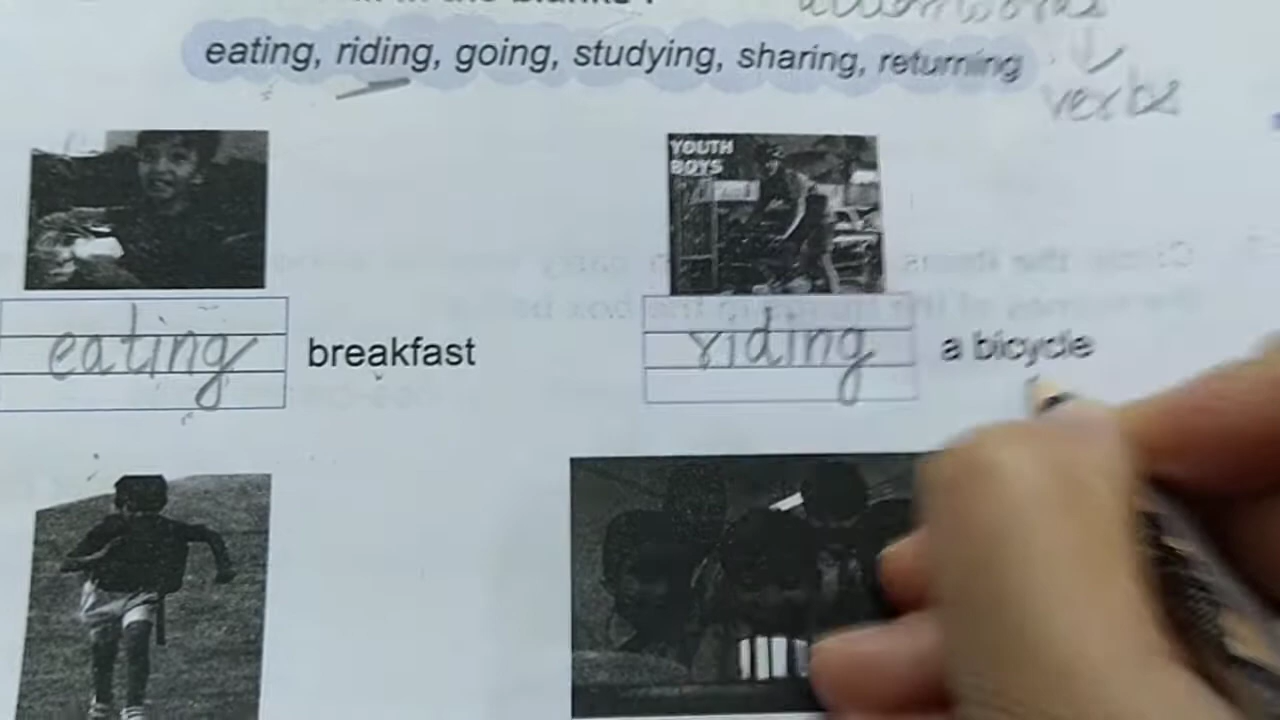 eating, riding, going, studying, sharing, returning
verbs
YOUTH
BOYS
eating breakfast
riding a bicycle